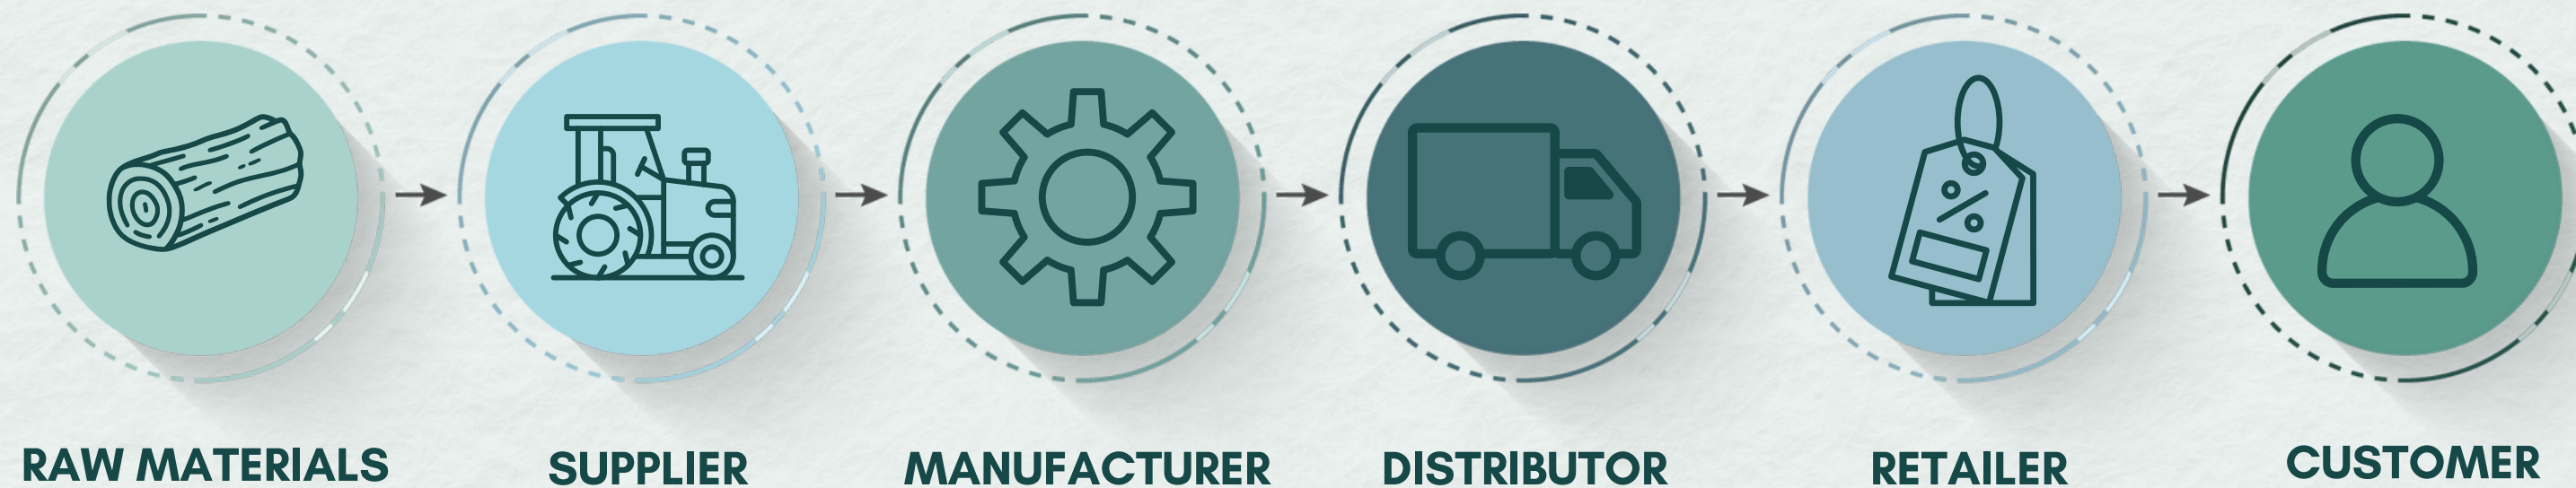 RAW MATERIALS
SUPPLIER
MANUFACTURER
DISTRIBUTOR
RETAILER
CUSTOMER